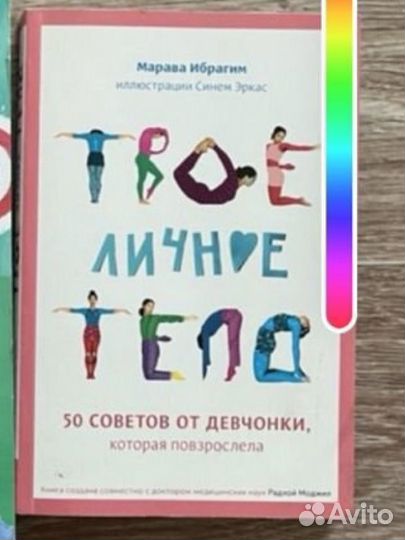 Марава Ибрагим
иллюстрации Синем Эркас
ТВОЕ
ЛИЧНОЕ
ТЕЛО
50 СОВЕТОВ ОТ ДЕВЧОНКИ,
которая повзрослела
Книга создана совместно с доктором медицинских наук Радхой Моджил
Avito